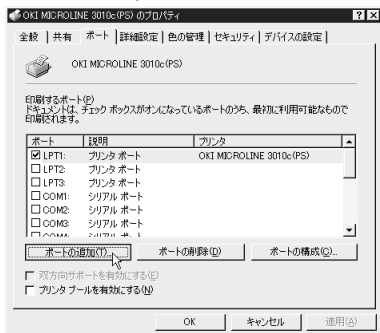 OKI MICROLINE 3010c(PS) のプロパティ
全般 共有 ポート 詳細設定 色の管理 セキュリティ デバイスの設定
OKI MICROLINE 3010c(PS)
印刷するポート(P)
ドキュメントは、チェック ボックスがオンになっているポートのうち、最初に利用可能なもので
印刷されます。
ポート 説明 プリンタ
LPT1: プリンタ ポート OKI MICROLINE 3010c(PS)
LPT2: プリンタ ポート
LPT3: プリンタ ポート
COM1: シリアル ポート
COM2: シリアル ポート
COM3: シリアル ポート
COM4: シリアル ポート
ポートの追加(T)... ポートの削除(D) ポートの構成(C)...
双方向サポートを有効にする(E)
プリンタ プールを有効にする(N)
OK キャンセル 適用(A)